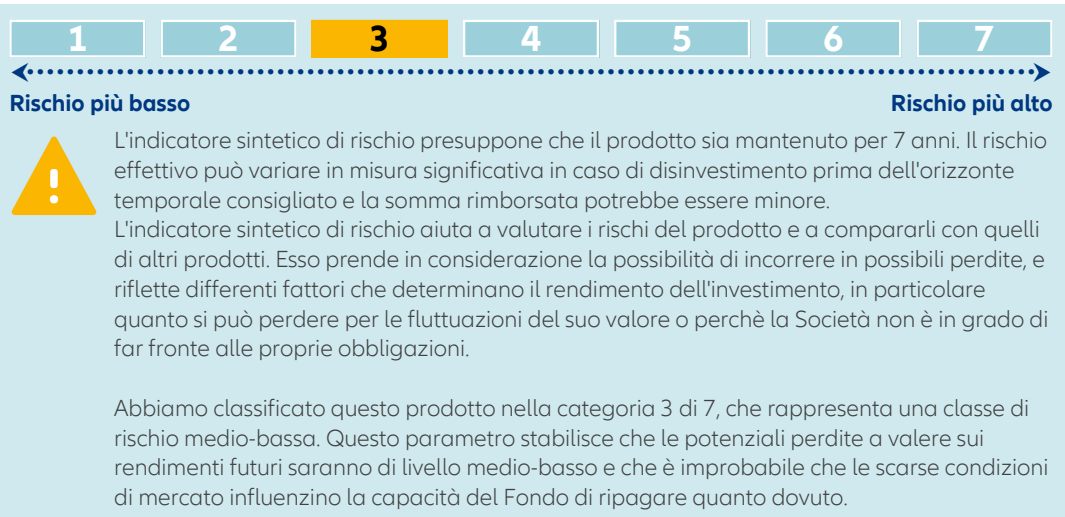 1 2 3 4 5 6 7
Rischio più basso Rischio più alto
L'indicatore sintetico di rischio presuppone che il prodotto sia mantenuto per 7 anni. Il rischio
effettivo può variare in misura significativa in caso di disinvestimento prima dell'orizzonte
temporale consigliato e la somma rimborsata potrebbe essere minore.
L'indicatore sintetico di rischio aiuta a valutare i rischi del prodotto e a compararli con quelli
di altri prodotti. Esso prende in considerazione la possibilità di incorrere in possibili perdite, e
riflette differenti fattori che determinano il rendimento dell'investimento, in particolare
quanto si può perdere per le fluttuazioni del suo valore o perchè la Società non è in grado di
far fronte alle proprie obbligazioni.
Abbiamo classificato questo prodotto nella categoria 3 di 7, che rappresenta una classe di
rischio medio-bassa. Questo parametro stabilisce che le potenziali perdite a valere sui
rendimenti futuri saranno di livello medio-basso e che è improbabile che le scarse condizioni
di mercato influenzino la capacità del Fondo di ripagare quanto dovuto.